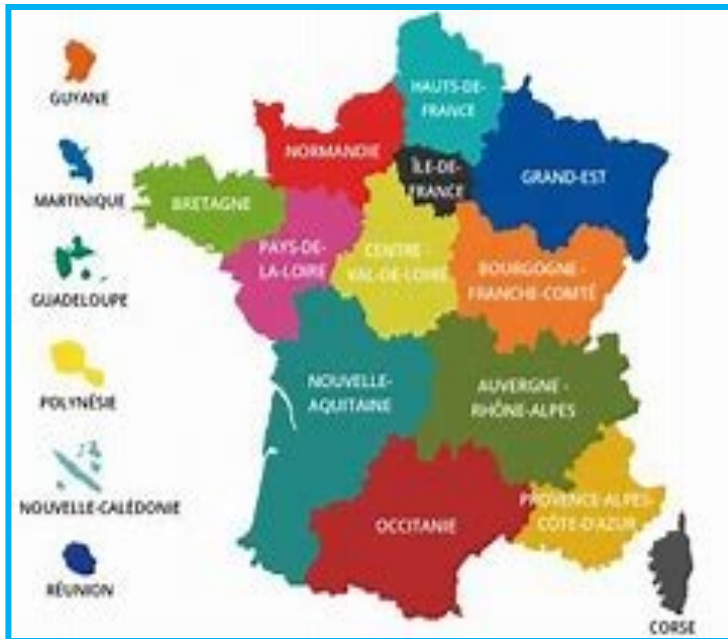 GUYANE
MARTINIQUE
GUADELOUPE
POLYNÉSIE
NOUVELLE-CALÉDONIE
RÉUNION
HAUTS-DE-
FRANCE
NORMANDIE
ÎLE-DE-
FRANCE
GRAND-EST
BRETAGNE
PAYS-DE-
LA-LOIRE
CENTRE -
VAL-DE-LOIRE
BOURGOGNE -
FRANCHE-COMTÉ
NOUVELLE-
AQUITAINE
AUVERGNE -
RHÔNE-ALPES
OCCITANIE
PROVENCE-ALPES-
CÔTE-D'AZUR
CORSE